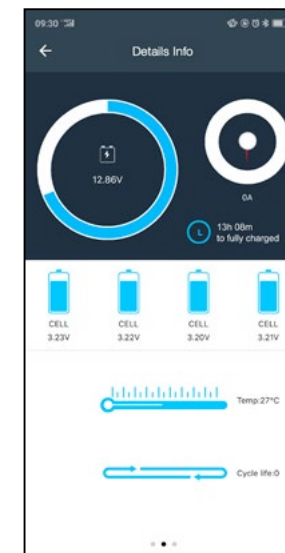 09:30
Details Info
12.86V
0A
L
13h 08m
to fully charged
CELL CELL CELL CELL
3.23V 3.22V 3.20V 3.21V
Temp:27°C
Cycle life:0